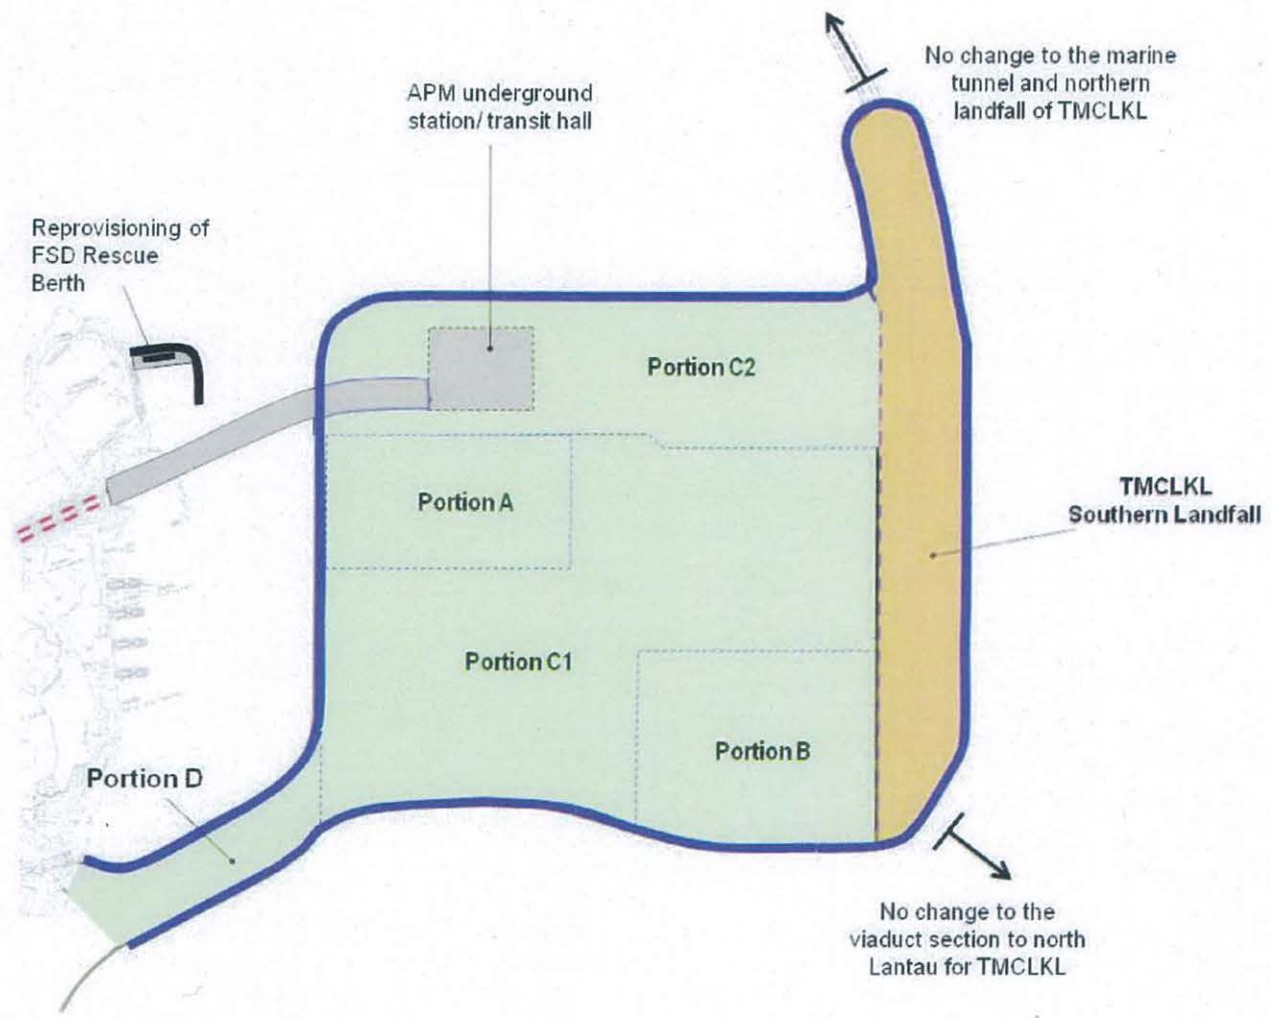 No change to the marine
tunnel and northern
landfall of TMCLKL
APM underground
station/ transit hall
Reprovisioning of
FSD Rescue
Berth
Portion C2
Portion A
TMCLKL
Southern Landfall
Portion C1
Portion B
Portion D
No change to the
viaduct section to north
Lantau for TMCLKL